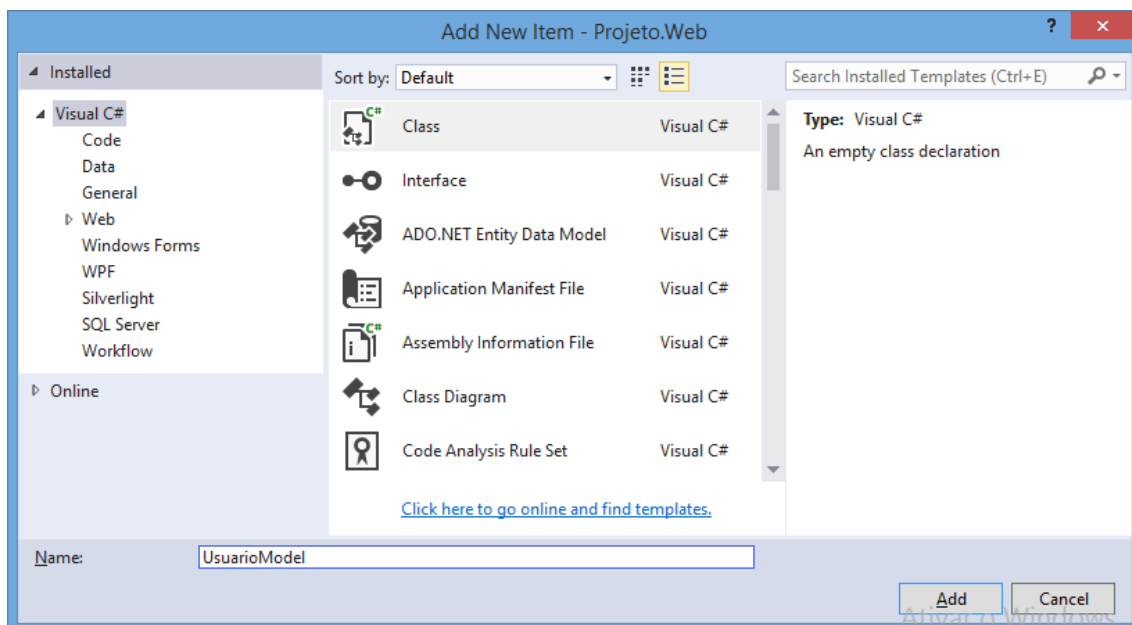 Add New Item - Projeto.Web
?
Installed
Sort by: Default
Search Installed Templates (Ctrl+E)
Visual C#
Code
Data
General
Web
Windows Forms
WPF
Silverlight
SQL Server
Workflow
Online
Class Visual C#
Interface Visual C#
ADO.NET Entity Data Model Visual C#
Application Manifest File Visual C#
Assembly Information File Visual C#
Class Diagram Visual C#
Code Analysis Rule Set Visual C#
Click here to go online and find templates.
Type: Visual C#
An empty class declaration
Name: UsuarioModel
Add Cancel
Ativar o Windows